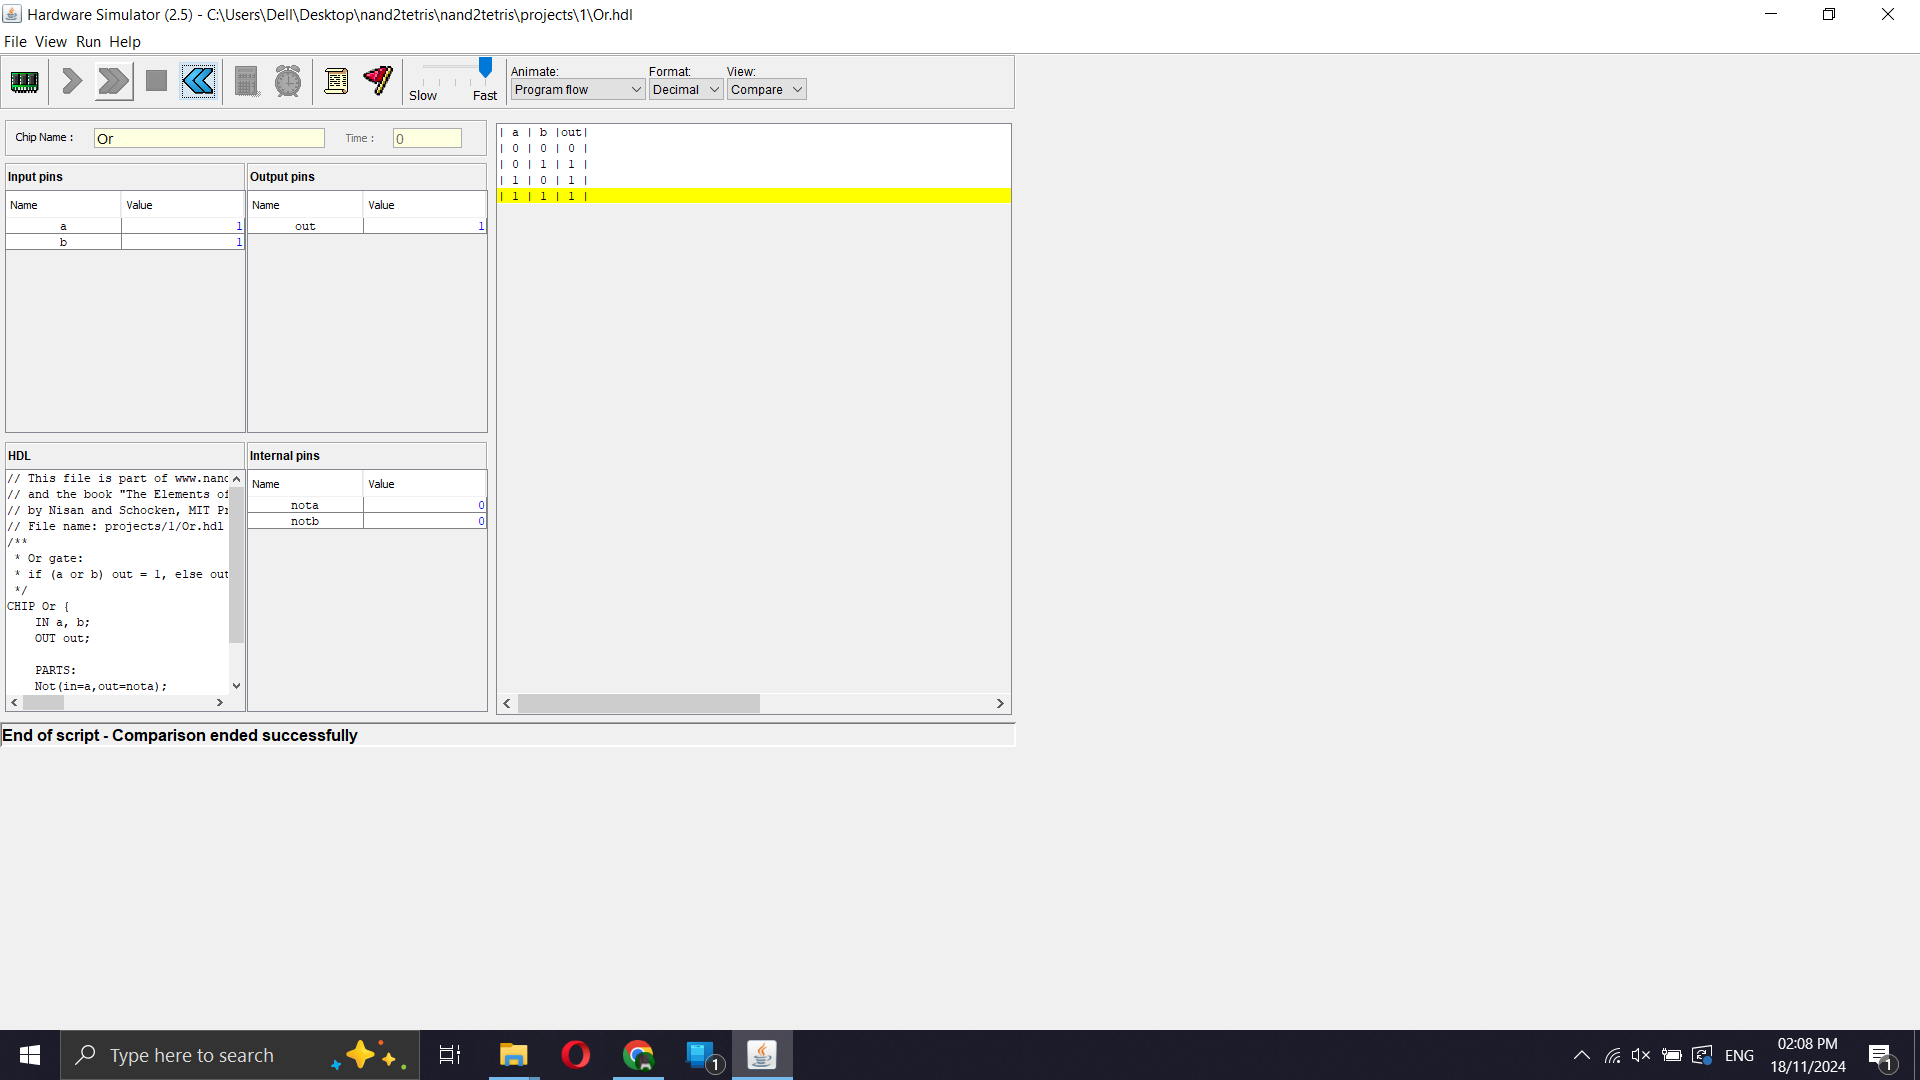 Hardware Simulator (2.5) - C:\Users\Dell\Desktop\nand2tetris\nand2tetris\projects\1\Or.hdl
File View Run Help
Slow Fast
Animate: Format: View:
Program flow Decimal Compare
Chip Name : Or Time : 0
Input pins
Name Value
a 1
b 1
Output pins
Name Value
out 1
| a | b |out|
| 0 | 0 | 0 |
| 0 | 1 | 1 |
| 1 | 0 | 1 |
| 1 | 1 | 1 |
HDL
// This file is part of www.nand
// and the book "The Elements of
// by Nisan and Schocken, MIT Pr
// File name: projects/1/Or.hdl
/**
* Or gate:
* if (a or b) out = 1, else out
*/
CHIP Or {
IN a, b;
OUT out;
PARTS:
Not(in=a,out=nota);
Internal pins
Name Value
nota 0
notb 0
End of script - Comparison ended successfully
Type here to search
1
ENG
02:08 PM
18/11/2024
1